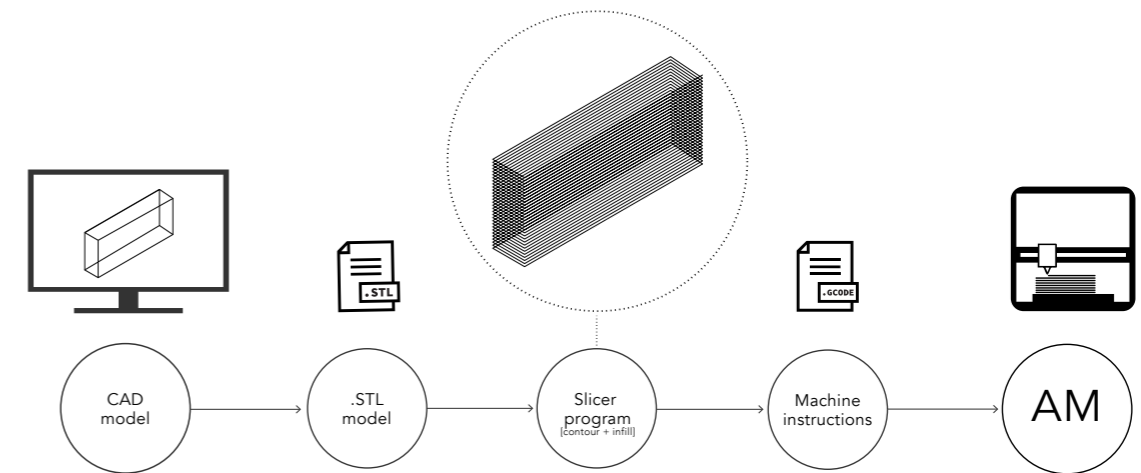 .STL
.GCODE
CAD
model
.STL
model
Slicer
program
[contour + infill]
Machine
instructions
AM